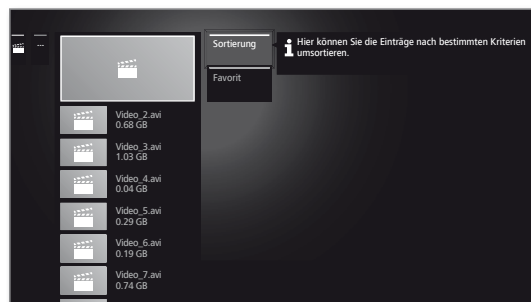 ...
Video_2.avi
0.68 GB
Video_3.avi
1.03 GB
Video_4.avi
0.04 GB
Video_5.avi
0.29 GB
Video_6.avi
0.19 GB
Video_7.avi
0.74 GB
Sortierung
Favorit
Hier können Sie die Einträge nach bestimmten Kriterien
umsortieren.